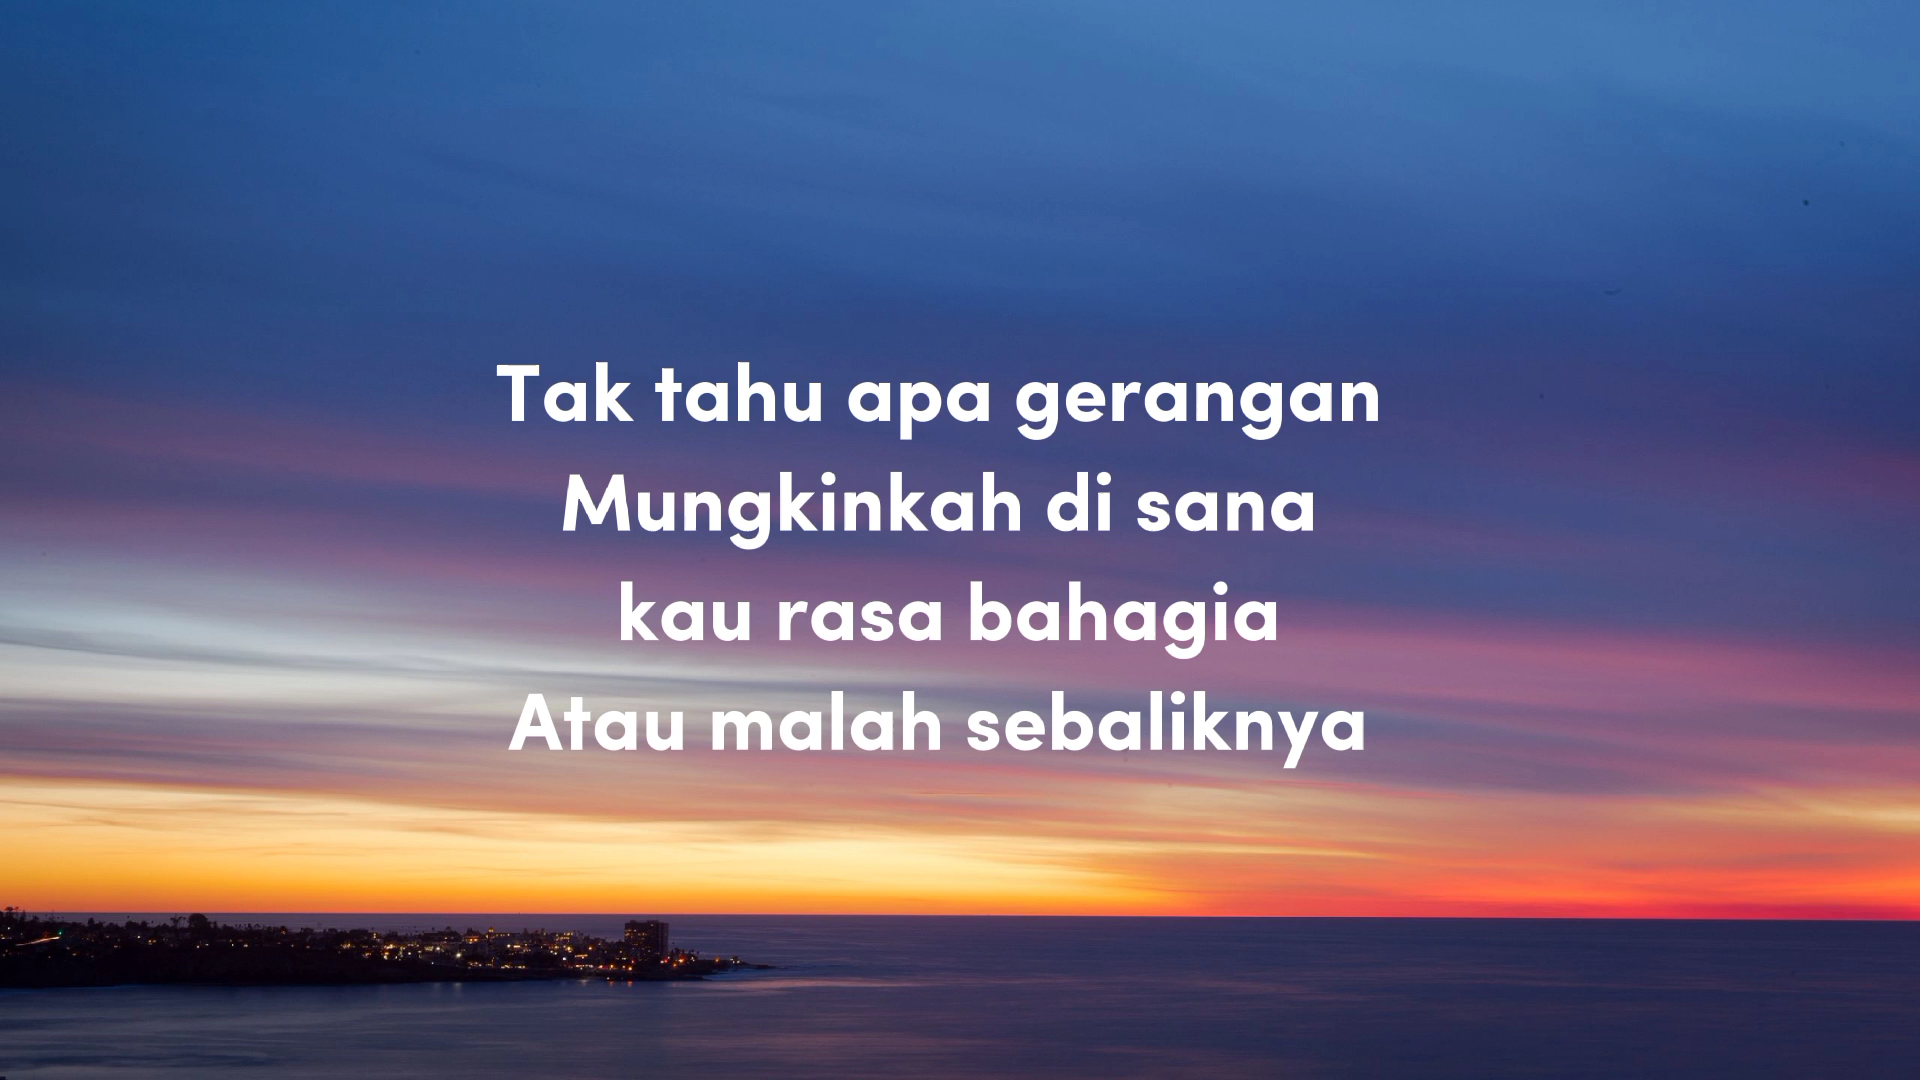 Tak tahu apa gerangan
Mungkinkah di sana
kau rasa bahagia
Atau malah sebaliknya